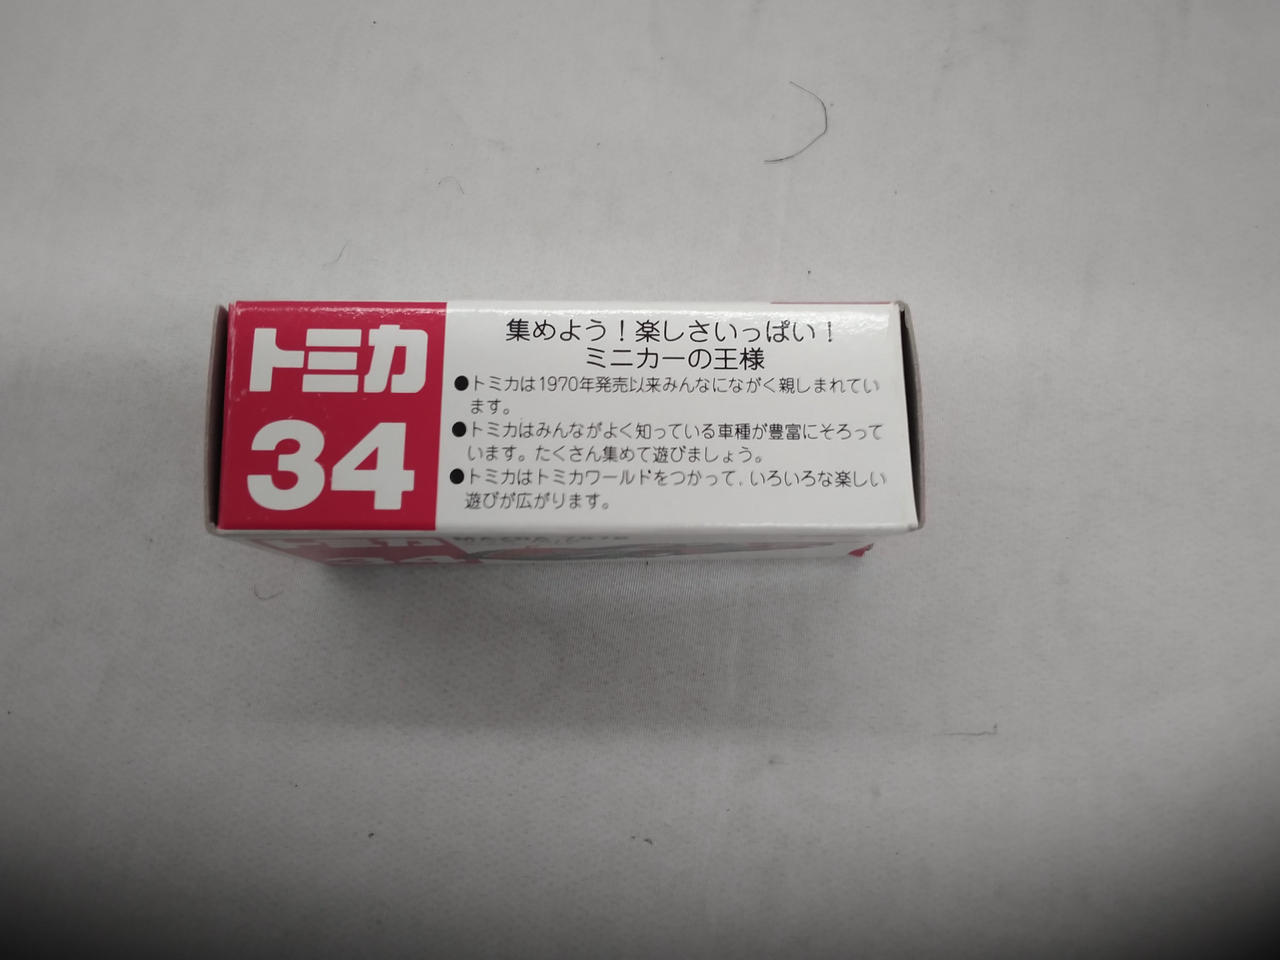 トミカ
34
集めよう！楽しさいっぱい！
ミニカーの王様
●トミカは1970年発売以来みんなにながく親しまれてい
ます。
●トミカはみんながよく知っている車種が豊富にそろって
います。たくさん集めて遊びましょう。
●トミカはトミカワールドをつかって、いろいろな楽しい
遊びが広がります。